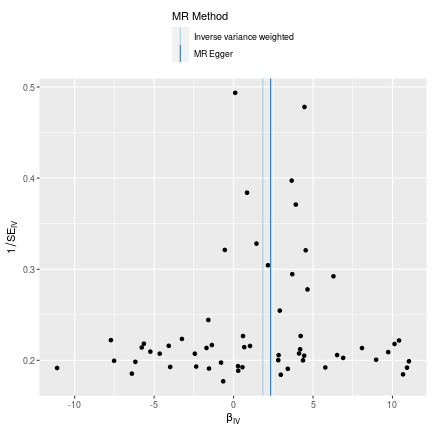 MR Method
Inverse variance weighted
MR Egger
0.5
0.4
0.3
0.2
1/SE_IV
-10
-5
0
5
10
β_IV